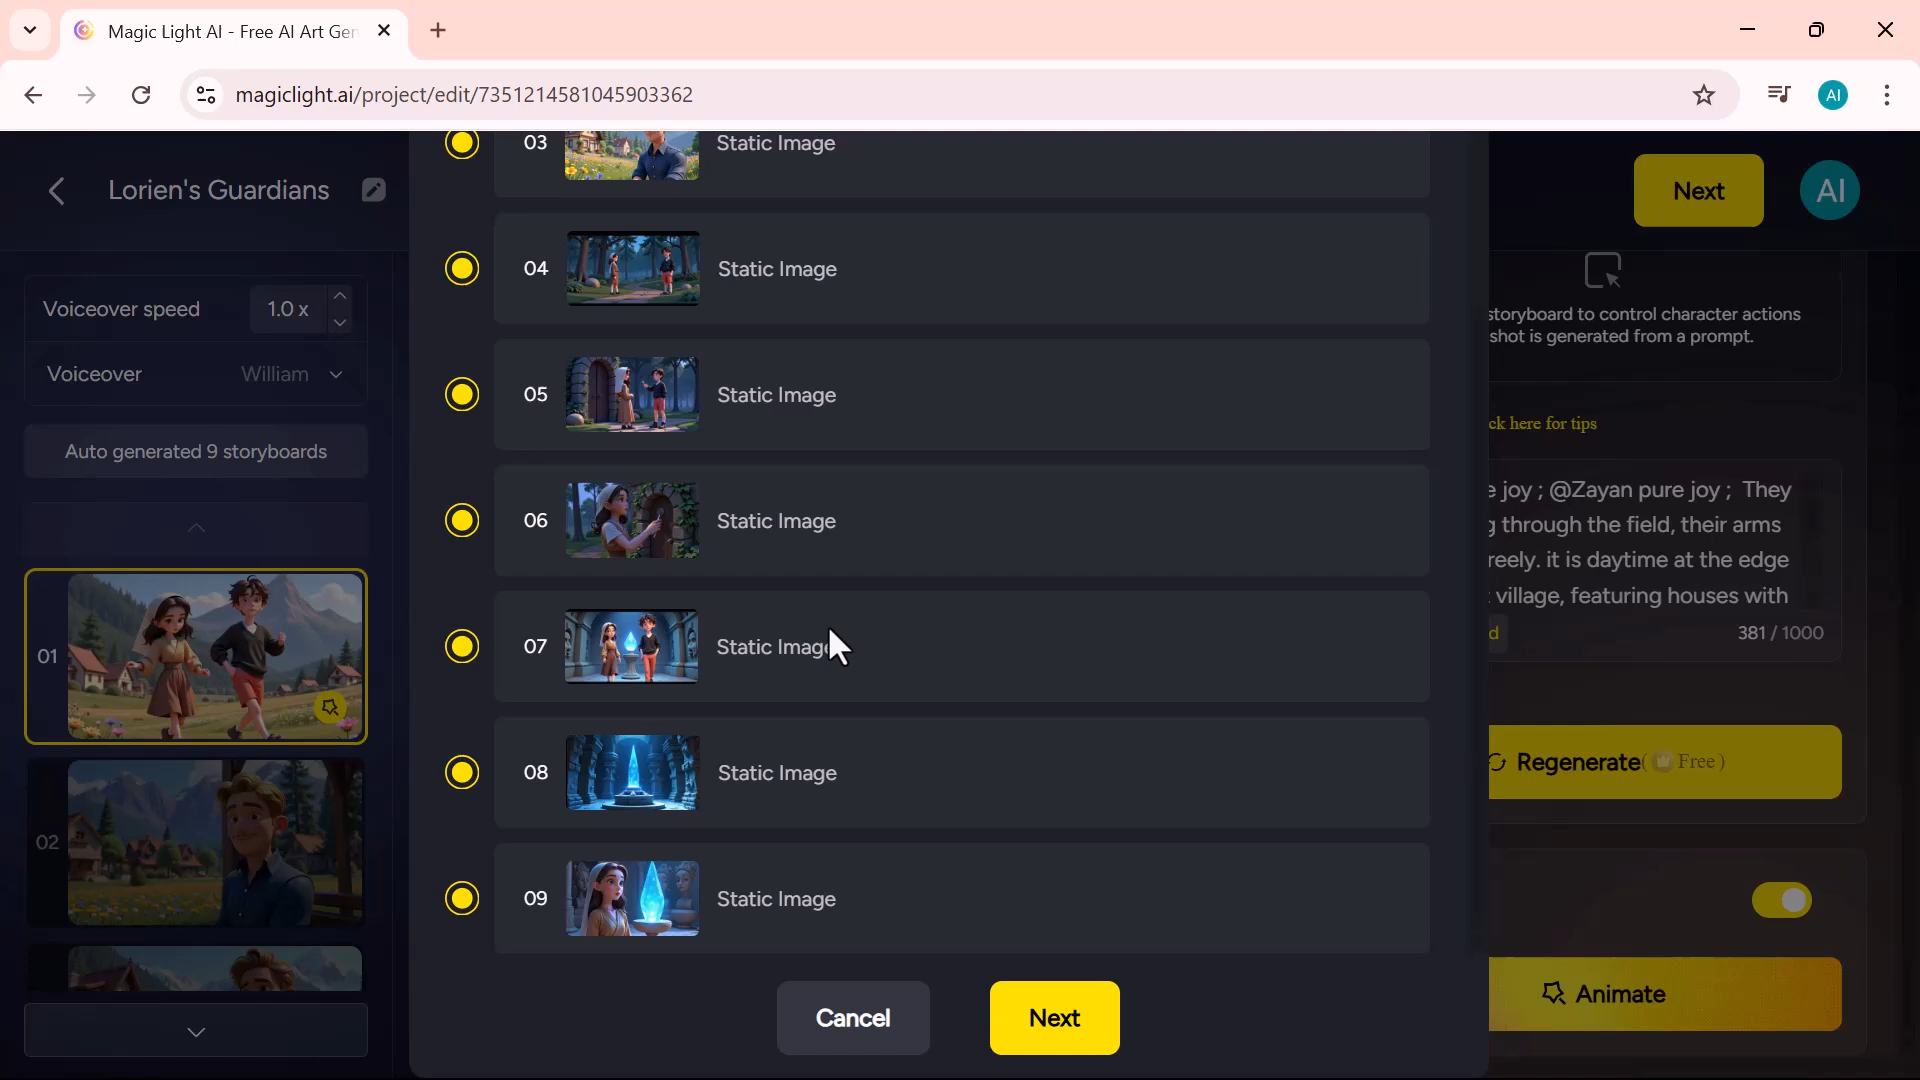 Magic Light AI - Free AI Art Gen
magiclight.ai/project/edit/7351214581045903362
AI
Lorien's Guardians
Next
AI
Voiceover speed
1.0 x
Voiceover
William
Auto generated 9 storyboards
01
02
03
Static Image
04
Static Image
05
Static Image
06
Static Image
07
Static Image
08
Static Image
09
Static Image
Cancel
Next
storyboard to control character actions
shot is generated from a prompt.
ck here for tips
e joy ; @Zayan pure joy ; They
g through the field, their arms
reely. it is daytime at the edge
village, featuring houses with
d
381 / 1000
Regenerate( Free )
Animate